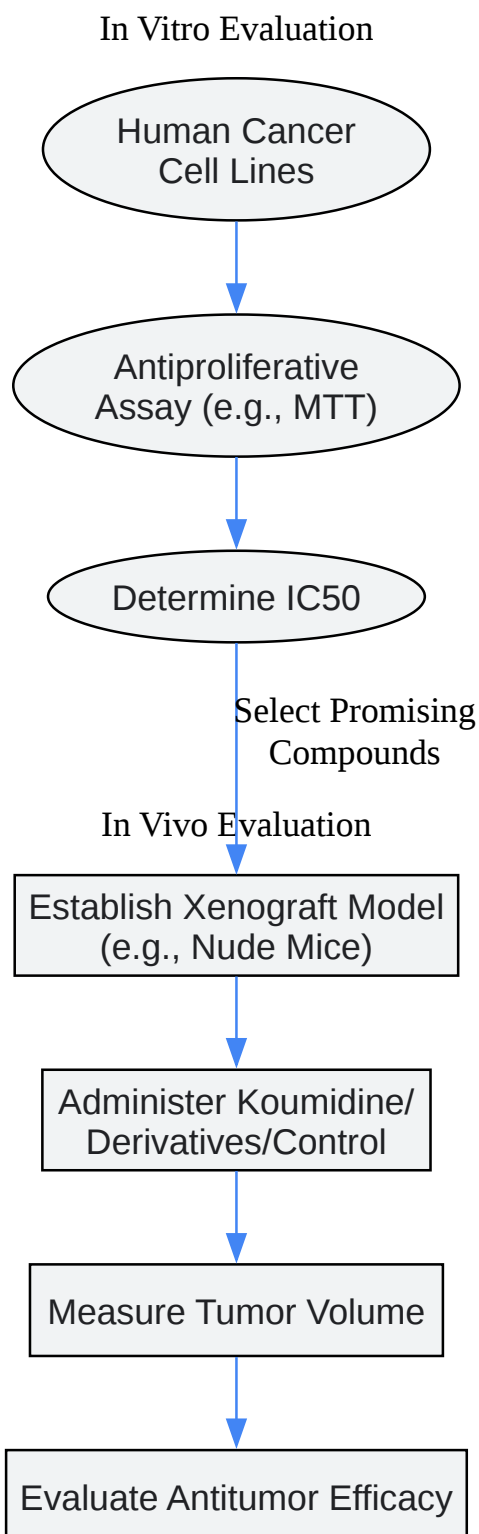 In Vitro Evaluation
Human Cancer
Cell Lines
Antiproliferative
Assay (e.g., MTT)
Determine IC50
Select Promising
Compounds
In Vivo Evaluation
Establish Xenograft Model
(e.g., Nude Mice)
Administer Koumidine/
Derivatives/Control
Measure Tumor Volume
Evaluate Antitumor Efficacy